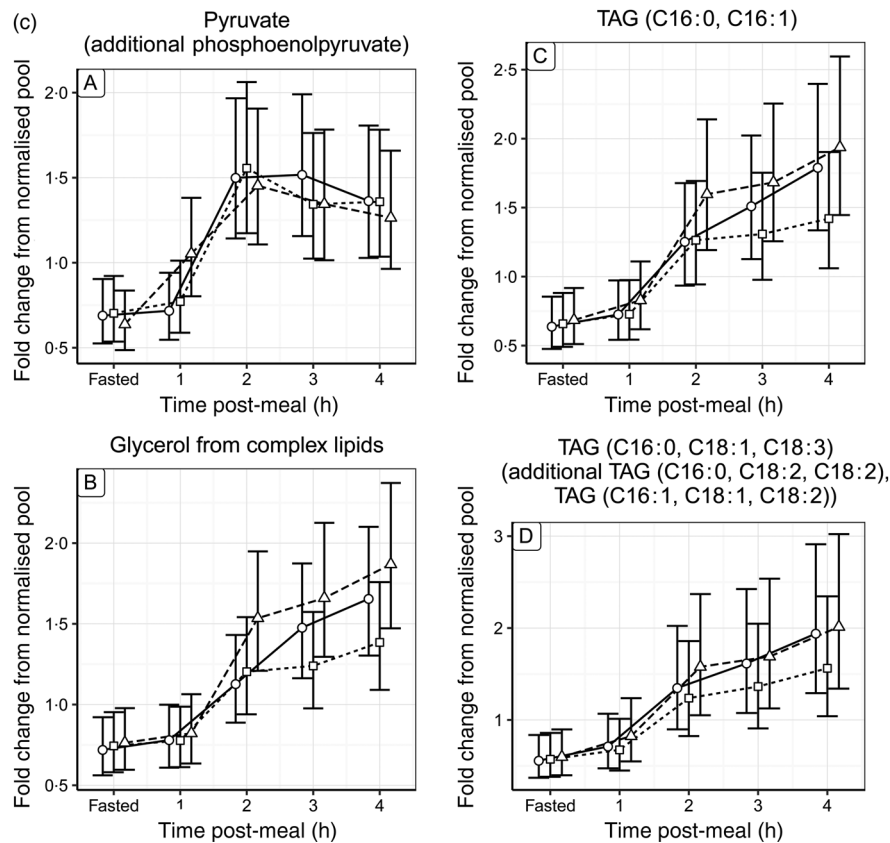 (c)
Pyruvate
(additional phosphoenolpyruvate)
A
Fold change from normalised pool
2·0
1·5
1·0
0·5
Fasted 1 2 3 4
Time post-meal (h)
TAG (C16:0, C16:1)
C
Fold change from normalised pool
2·5
2·0
1·5
1·0
0·5
Fasted 1 2 3 4
Time post-meal (h)
Glycerol from complex lipids
B
Fold change from normalised pool
2·0
1·5
1·0
0·5
Fasted 1 2 3 4
Time post-meal (h)
TAG (C16:0, C18:1, C18:3)
(additional TAG (C16:0, C18:2, C18:2),
TAG (C16:1, C18:1, C18:2))
D
Fold change from normalised pool
3
2
1
Fasted 1 2 3 4
Time post-meal (h)